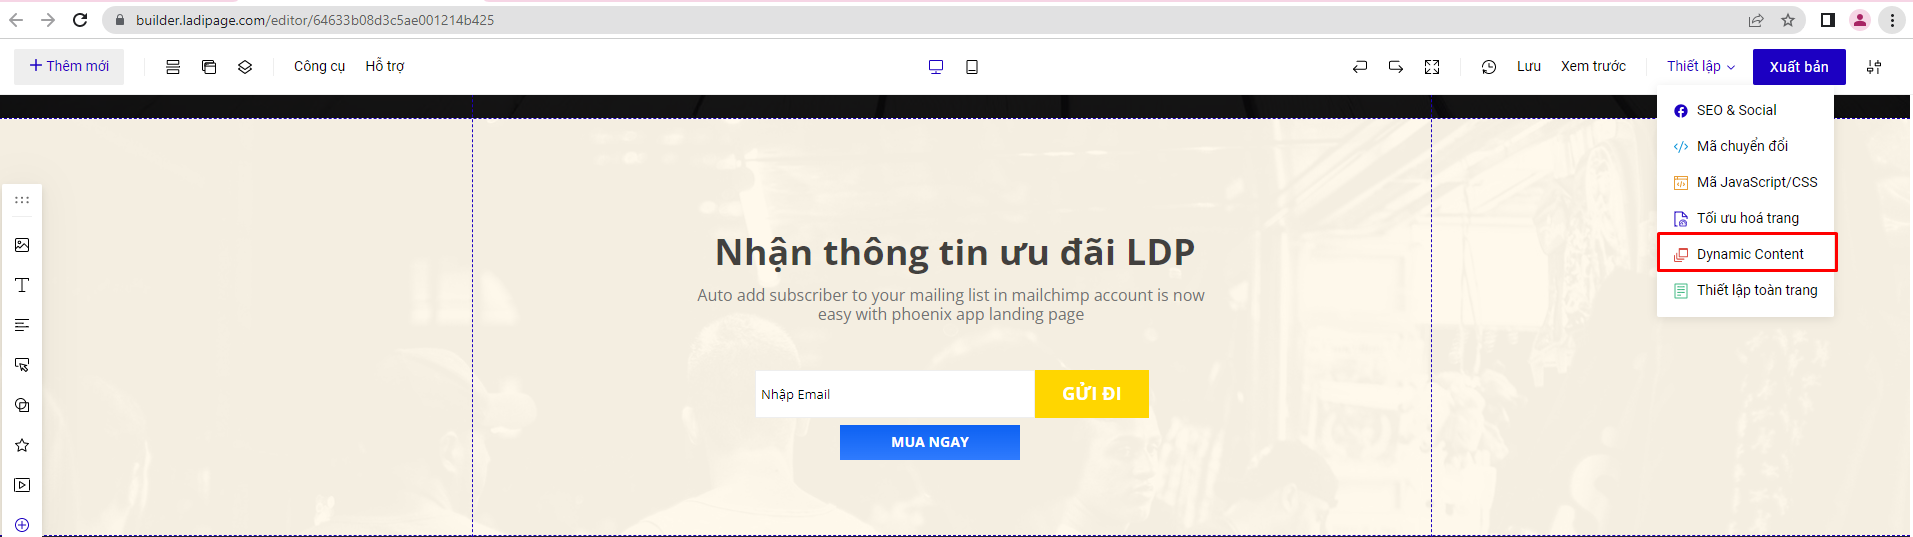 builder.ladipage.com/editor/64633b08d3c5ae001214b425
+ Thêm mới
Công cụ
Hỗ trợ
Lưu
Xem trước
Thiết lập
Xuất bản
SEO & Social
Mã chuyển đổi
Mã JavaScript/CSS
Tối ưu hoá trang
Dynamic Content
Thiết lập toàn trang
Nhận thông tin ưu đãi LDP
Auto add subscriber to your mailing list in mailchimp account is now
easy with phoenix app landing page
Nhập Email
GỬI ĐI
MUA NGAY